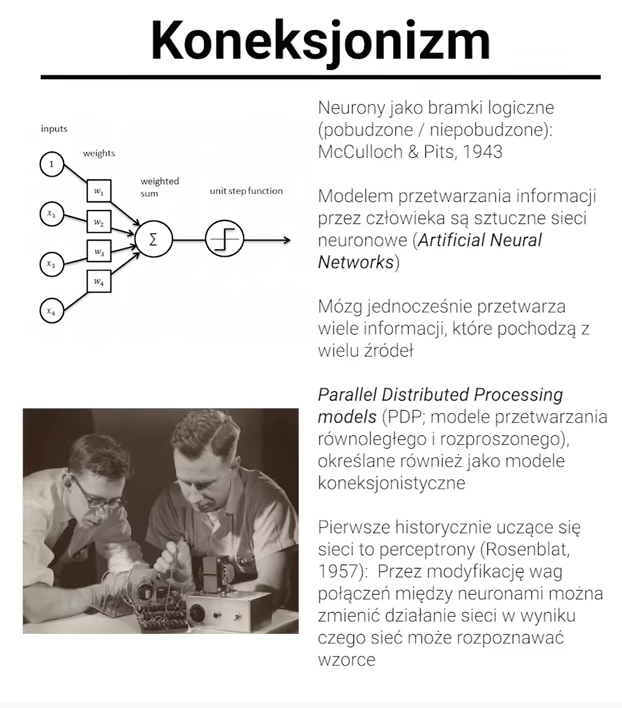 Koneksjonizm
inputs
weights
weighted
sum
unit step function
1
x₁
x₃
x₄
w₁
w₂
w₃
w₄
Σ
Neurony jako bramki logiczne
(pobudzone / niepobudzone):
McCulloch & Pits, 1943
Modelem przetwarzania informacji
przez człowieka są sztuczne sieci
neuronowe (Artificial Neural
Networks)
Mózg jednocześnie przetwarza
wiele informacji, które pochodzą z
wielu źródeł
Parallel Distributed Processing
models (PDP; modele przetwarzania
równoległego i rozproszonego),
określane również jako modele
koneksjonistyczne
Pierwsze historycznie uczące się
sieci to perceptrony (Rosenblat,
1957):  Przez modyfikację wag
połączeń między neuronami można
zmienić działanie sieci w wyniku
czego sieć może rozpoznawać
wzorce